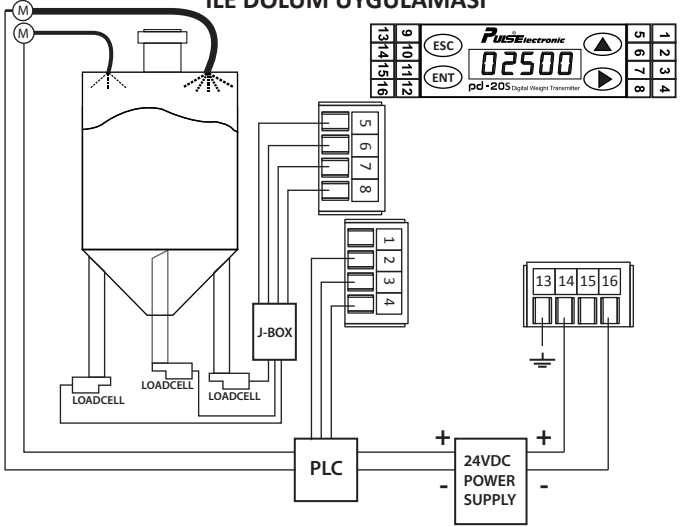 İLE DOLUM UYGULAMASI
M
M
13 14 15 16
9 10 11 12
ESC
ENT
PULSElectronic
02500
pd-20S Digital Weight Transmitter
5 6 7 8
1 2 3 4
5
6
7
8
1
2
3
4
13 14 15 16
J-BOX
LOADCELL
LOADCELL
LOADCELL
PLC
+
-
24VDC
POWER
SUPPLY
+
-